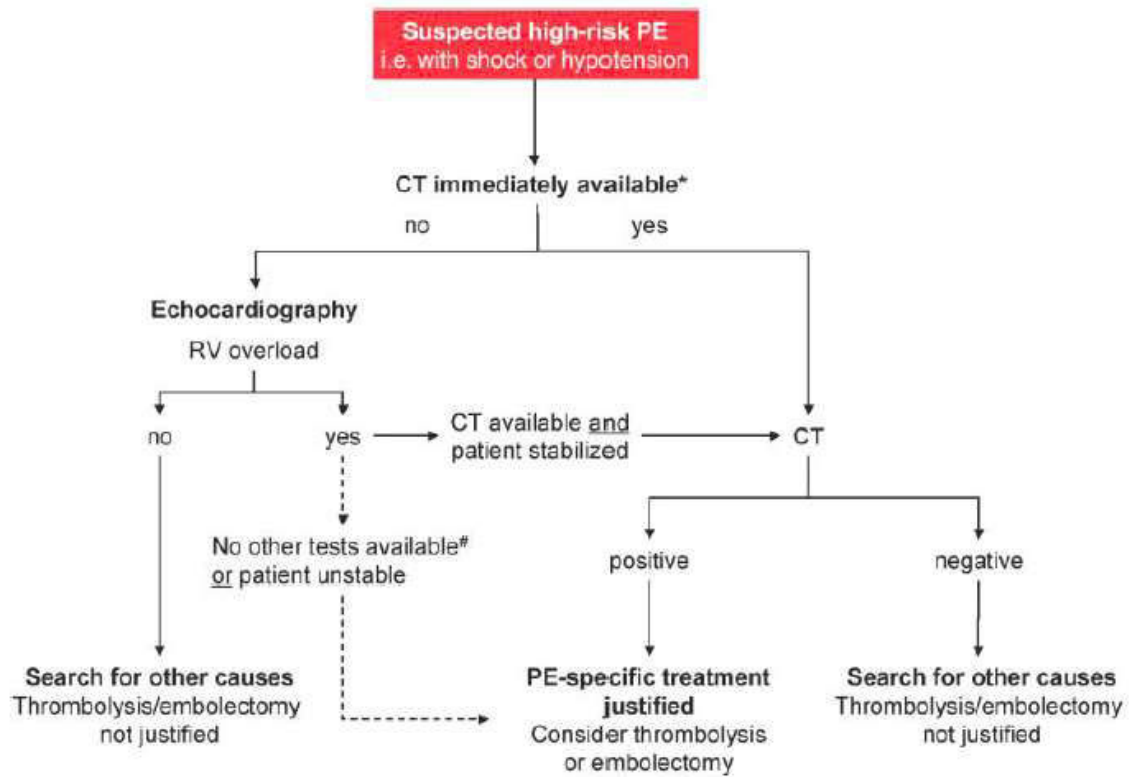 Suspected high-risk PE
i.e. with shock or hypotension
CT immediately available*
no
yes
Echocardiography
RV overload
no
yes
CT available and
patient stabilized
CT
No other tests available#
or patient unstable
positive
negative
Search for other causes
Thrombolysis/embolectomy
not justified
PE-specific treatment
justified
Consider thrombolysis
or embolectomy
Search for other causes
Thrombolysis/embolectomy
not justified